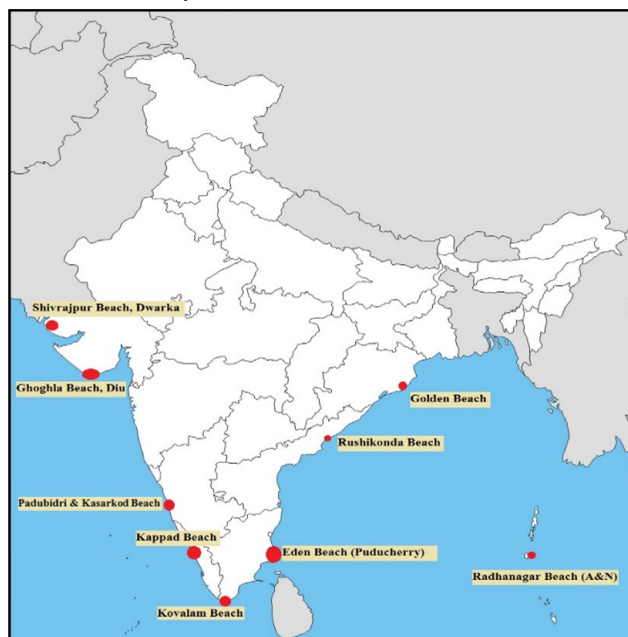 Shivrajpur Beach, Dwarka
Ghoghla Beach, Diu
Golden Beach
Rushikonda Beach
Padubidri & Kasarkod Beach
Kappad Beach
Eden Beach (Puducherry)
Radhanagar Beach (A&N)
Kovalam Beach